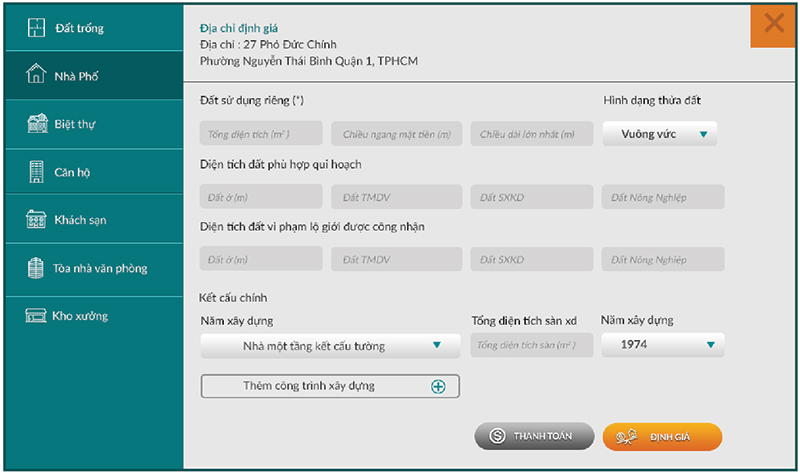 Đất trống
Nhà Phố
Biệt thự
Căn hộ
Khách sạn
Tòa nhà văn phòng
Kho xưởng
Địa chỉ định giá
Địa chỉ : 27 Phó Đức Chính
Phường Nguyễn Thái Bình Quận 1, TPHCM
Đất sử dụng riêng (*)
Hình dạng thửa đất
Tổng diện tích (m²)
Chiều ngang mặt tiền (m)
Chiều dài lớn nhất (m)
Vuông vức
Diện tích đất phù hợp qui hoạch
Đất ở (m)
Đất TMDV
Đất SXKD
Đất Nông Nghiệp
Diện tích đất vi phạm lộ giới được công nhận
Đất ở (m)
Đất TMDV
Đất SXKD
Đất Nông Nghiệp
Kết cấu chính
Năm xây dựng
Tổng diện tích sàn xd
Năm xây dựng
Nhà một tầng kết cấu tường
Tổng diện tích sàn (m²)
1974
Thêm công trình xây dựng
THANH TOÁN
ĐỊNH GIÁ